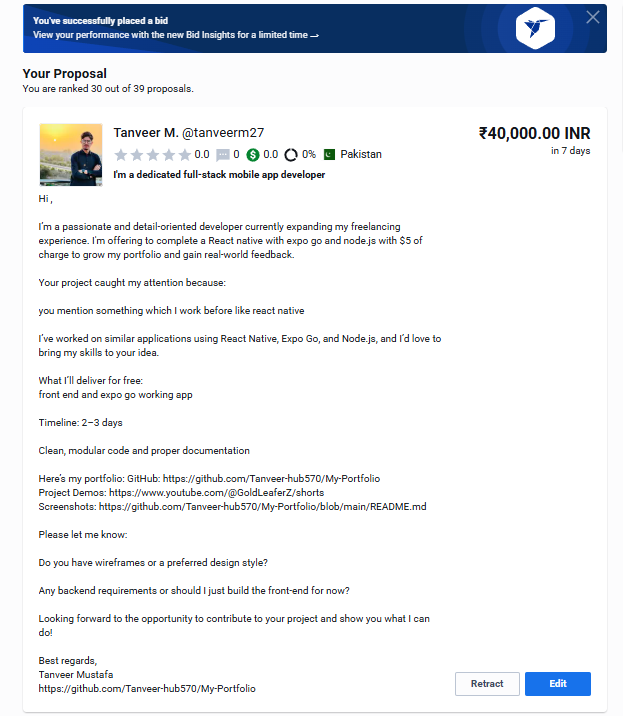 You've successfully placed a bid
View your performance with the new Bid Insights for a limited time →
Your Proposal
You are ranked 30 out of 39 proposals.
Tanveer M. @tanveerm27
₹40,000.00 INR
0.0 0 0.0 0% Pakistan
in 7 days
I'm a dedicated full-stack mobile app developer
Hi ,
I'm a passionate and detail-oriented developer currently expanding my freelancing
experience. I'm offering to complete a React native with expo go and node.js with $5 of
charge to grow my portfolio and gain real-world feedback.
Your project caught my attention because:
you mention something which I work before like react native
I've worked on similar applications using React Native, Expo Go, and Node.js, and I'd love to
bring my skills to your idea.
What I'll deliver for free:
front end and expo go working app
Timeline: 2–3 days
Clean, modular code and proper documentation
Here's my portfolio: GitHub: https://github.com/Tanveer-hub570/My-Portfolio
Project Demos: https://www.youtube.com/@GoldLeaferZ/shorts
Screenshots: https://github.com/Tanveer-hub570/My-Portfolio/blob/main/README.md
Please let me know:
Do you have wireframes or a preferred design style?
Any backend requirements or should I just build the front-end for now?
Looking forward to the opportunity to contribute to your project and show you what I can
do!
Best regards,
Tanveer Mustafa
https://github.com/Tanveer-hub570/My-Portfolio
Retract
Edit